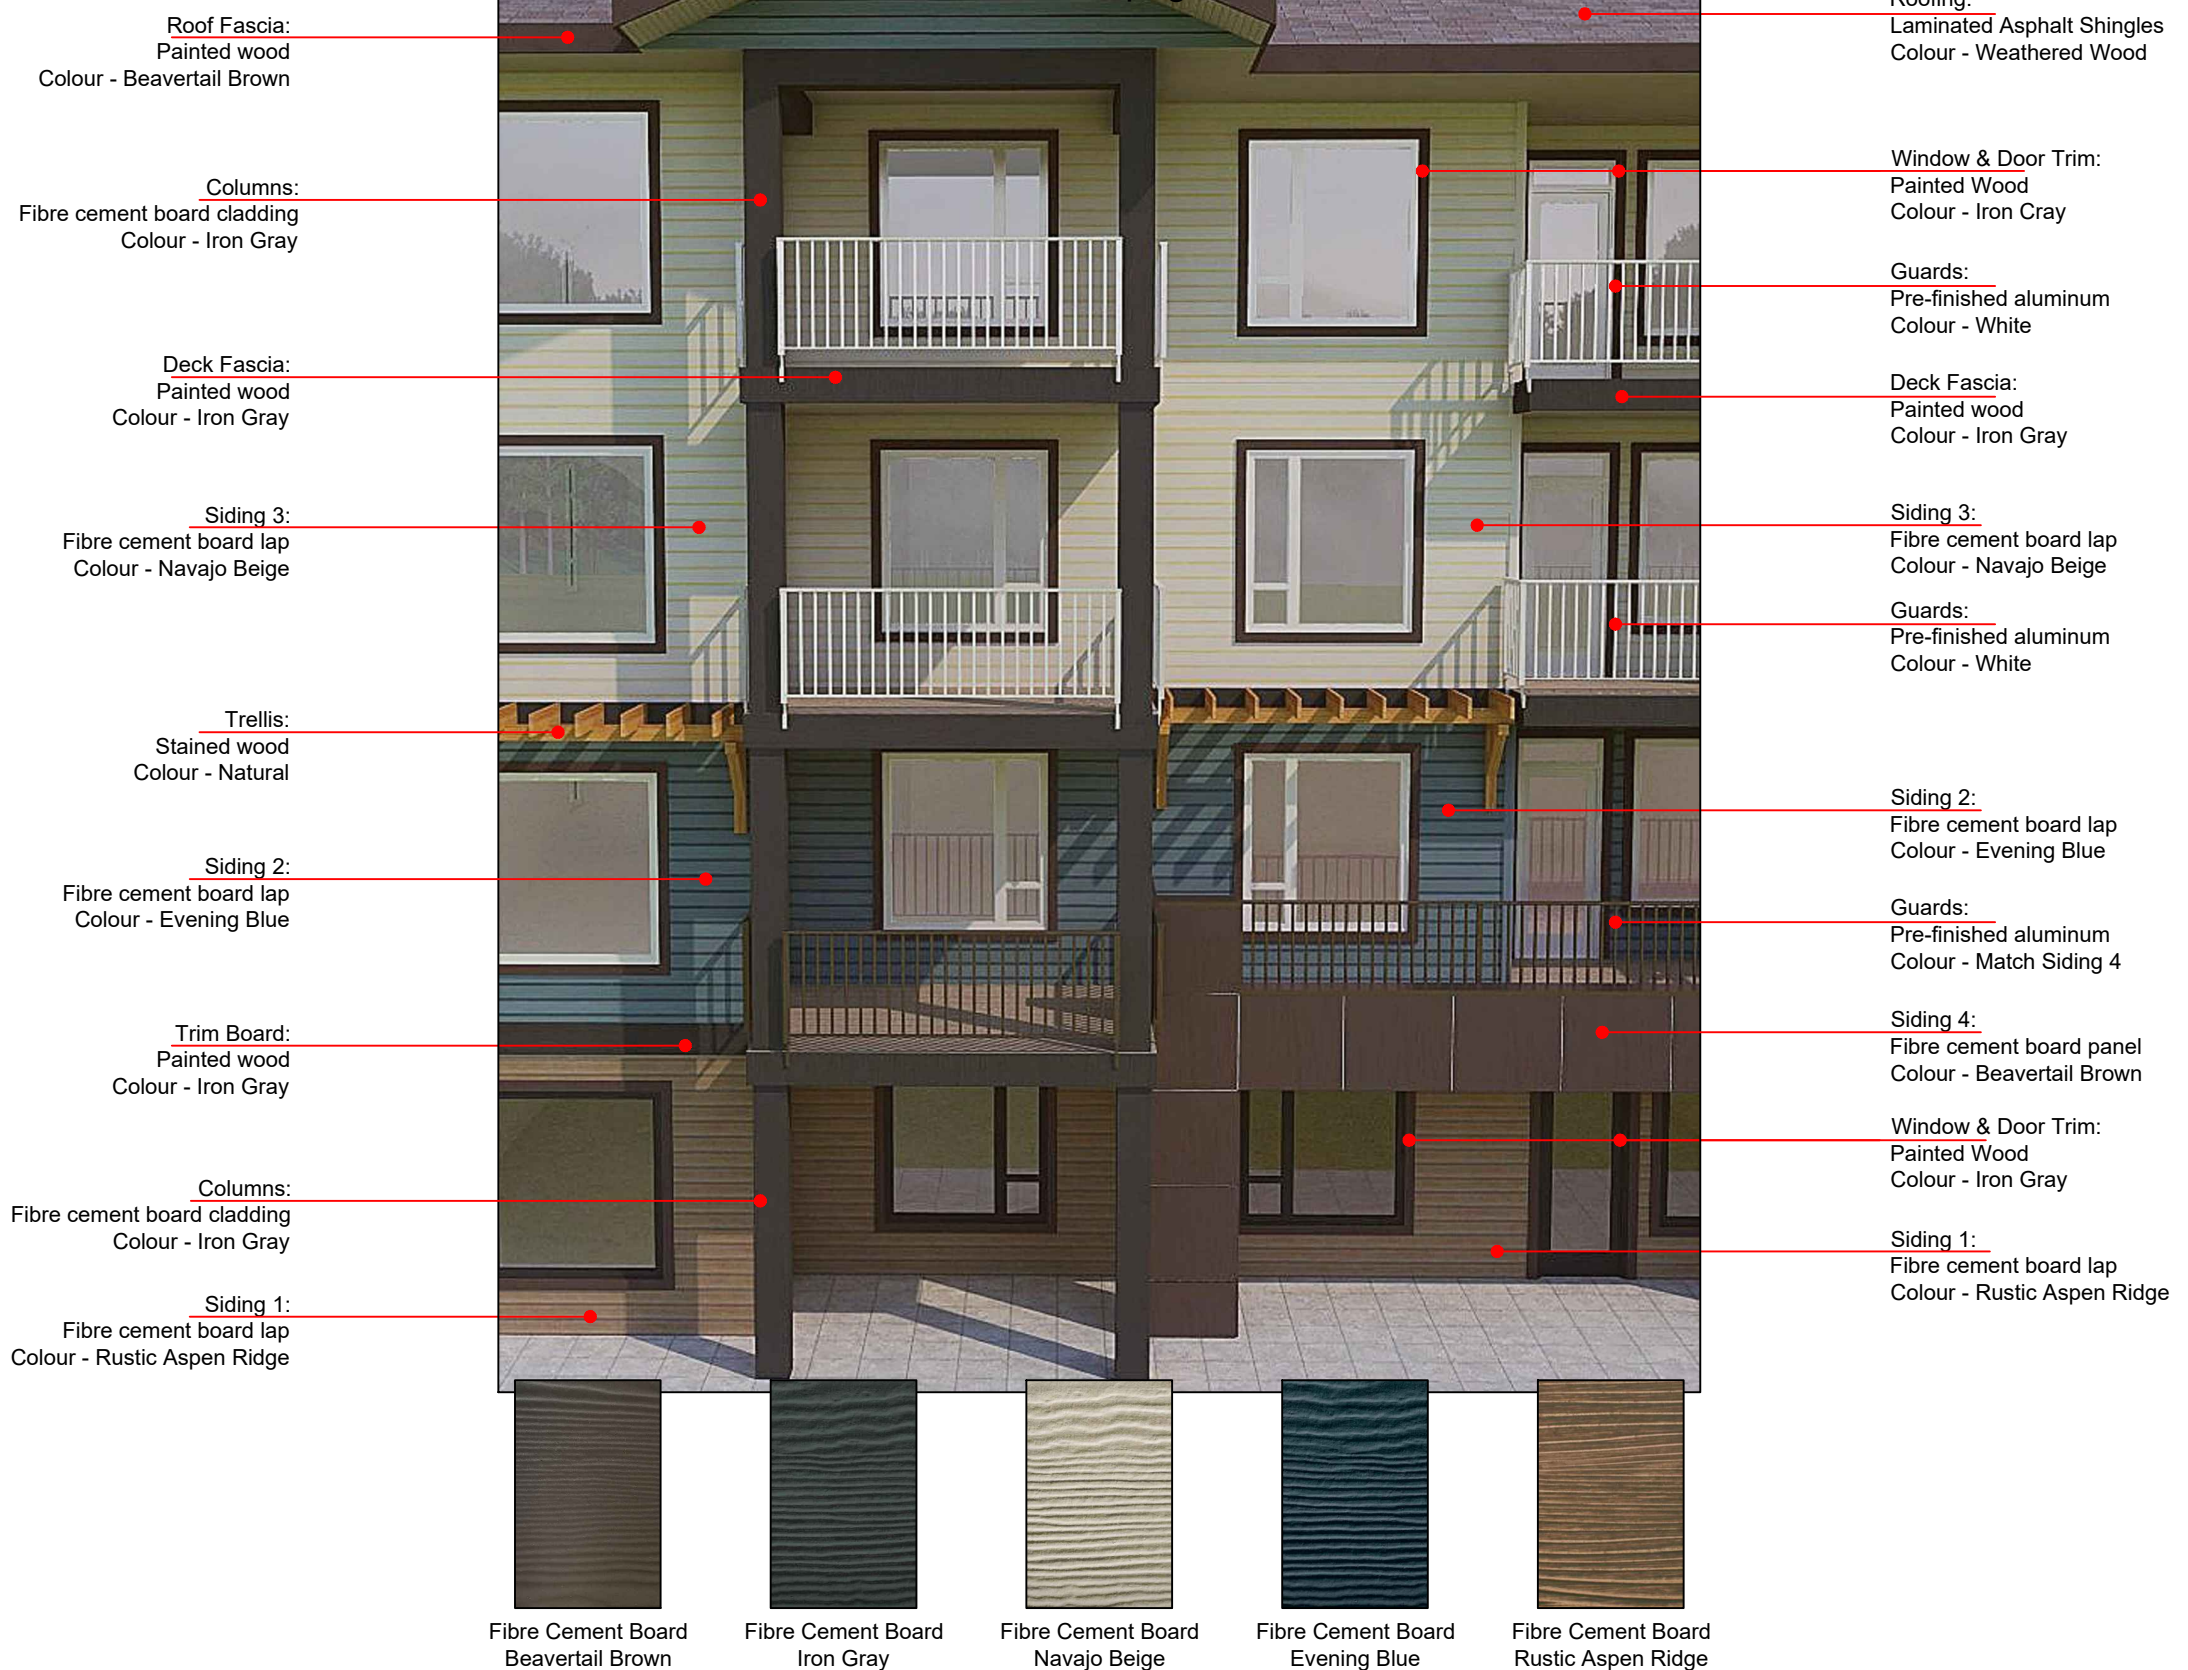 Roof Fascia:
Painted wood
Colour - Beavertail Brown
Columns:
Fibre cement board cladding
Colour - Iron Gray
Deck Fascia:
Painted wood
Colour - Iron Gray
Siding 3:
Fibre cement board lap
Colour - Navajo Beige
Trellis:
Stained wood
Colour - Natural
Siding 2:
Fibre cement board lap
Colour - Evening Blue
Trim Board:
Painted wood
Colour - Iron Gray
Columns:
Fibre cement board cladding
Colour - Iron Gray
Siding 1:
Fibre cement board lap
Colour - Rustic Aspen Ridge
Roofing:
Laminated Asphalt Shingles
Colour - Weathered Wood
Window & Door Trim:
Painted Wood
Colour - Iron Cray
Guards:
Pre-finished aluminum
Colour - White
Deck Fascia:
Painted wood
Colour - Iron Gray
Siding 3:
Fibre cement board lap
Colour - Navajo Beige
Guards:
Pre-finished aluminum
Colour - White
Siding 2:
Fibre cement board lap
Colour - Evening Blue
Guards:
Pre-finished aluminum
Colour - Match Siding 4
Siding 4:
Fibre cement board panel
Colour - Beavertail Brown
Window & Door Trim:
Painted Wood
Colour - Iron Gray
Siding 1:
Fibre cement board lap
Colour - Rustic Aspen Ridge
Fibre Cement Board
Beavertail Brown
Fibre Cement Board
Iron Gray
Fibre Cement Board
Navajo Beige
Fibre Cement Board
Evening Blue
Fibre Cement Board
Rustic Aspen Ridge